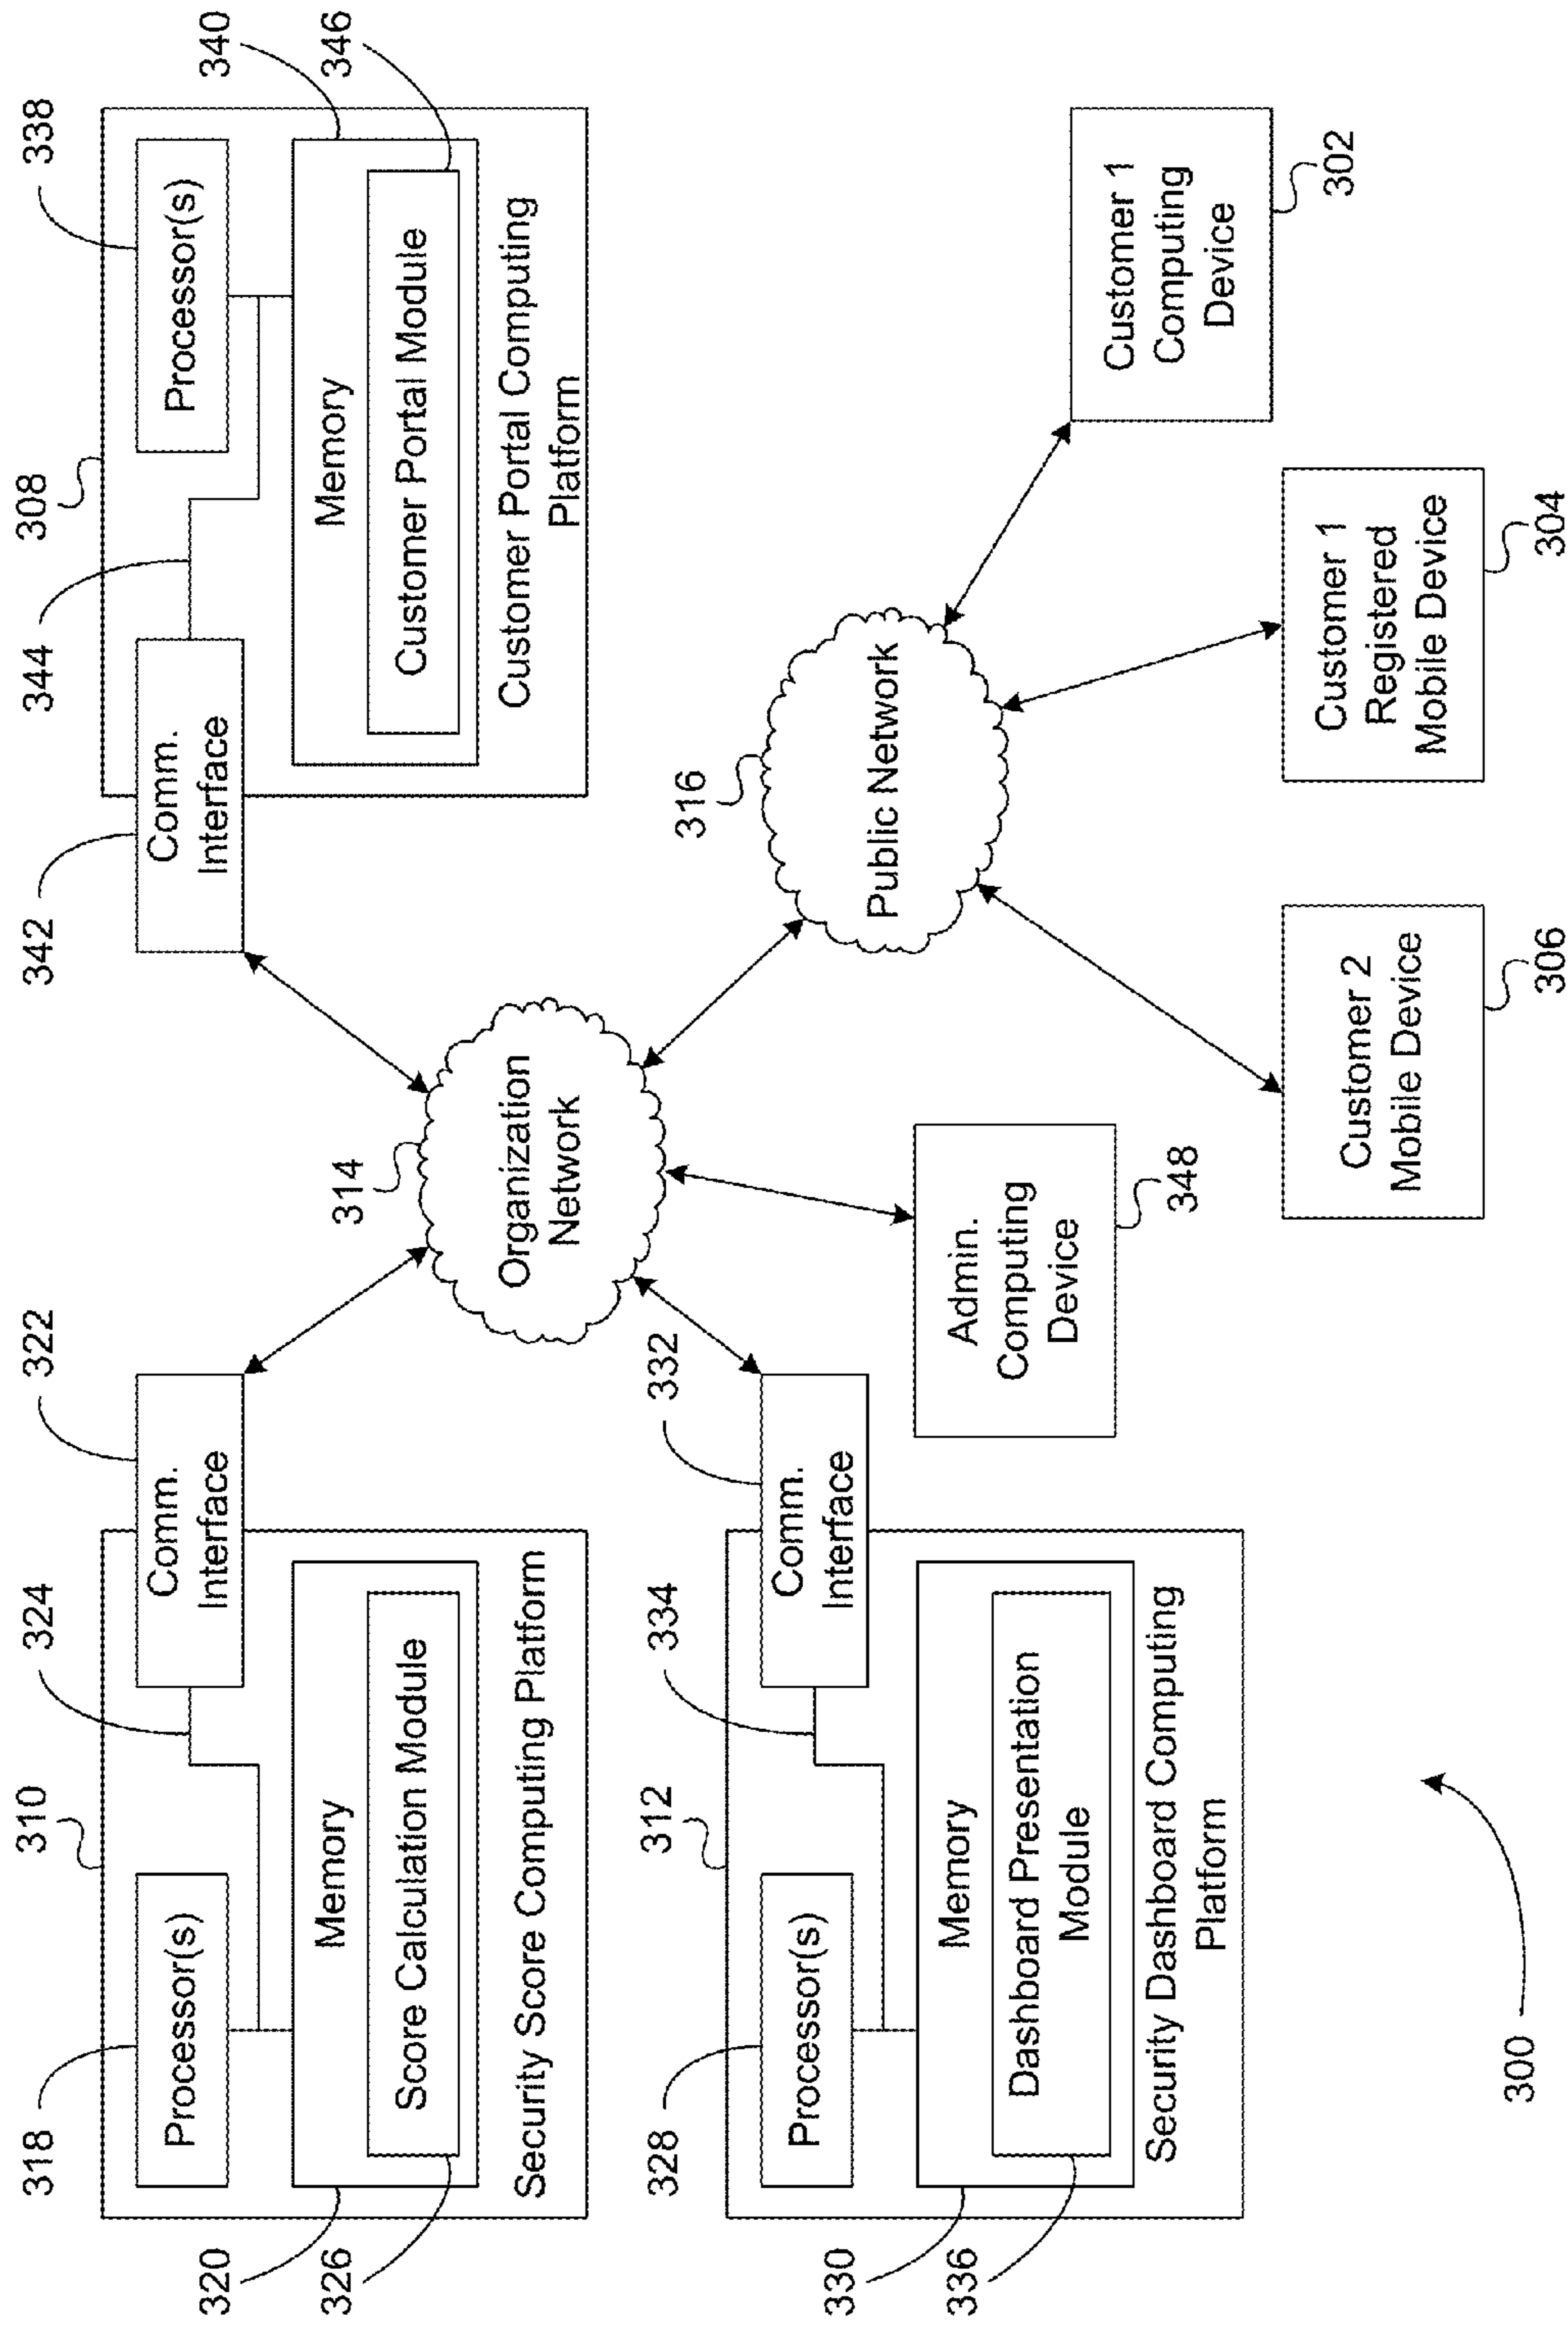 310
318
Processor(s)
324
322
Comm.
Interface
320
Memory
326
Score Calculation Module
Security Score Computing Platform
342
Comm.
Interface
344
308
338
Processor(s)
340
Memory
346
Customer Portal Module
Customer Portal Computing
Platform
314
Organization
Network
312
328
Processor(s)
334
332
Comm.
Interface
330
Memory
336
Dashboard Presentation
Module
Security Dashboard Computing
Platform
316
Public Network
Admin.
Computing
Device
348
Customer 1
Computing
Device
302
Customer 2
Mobile Device
306
Customer 1
Registered
Mobile Device
304
300